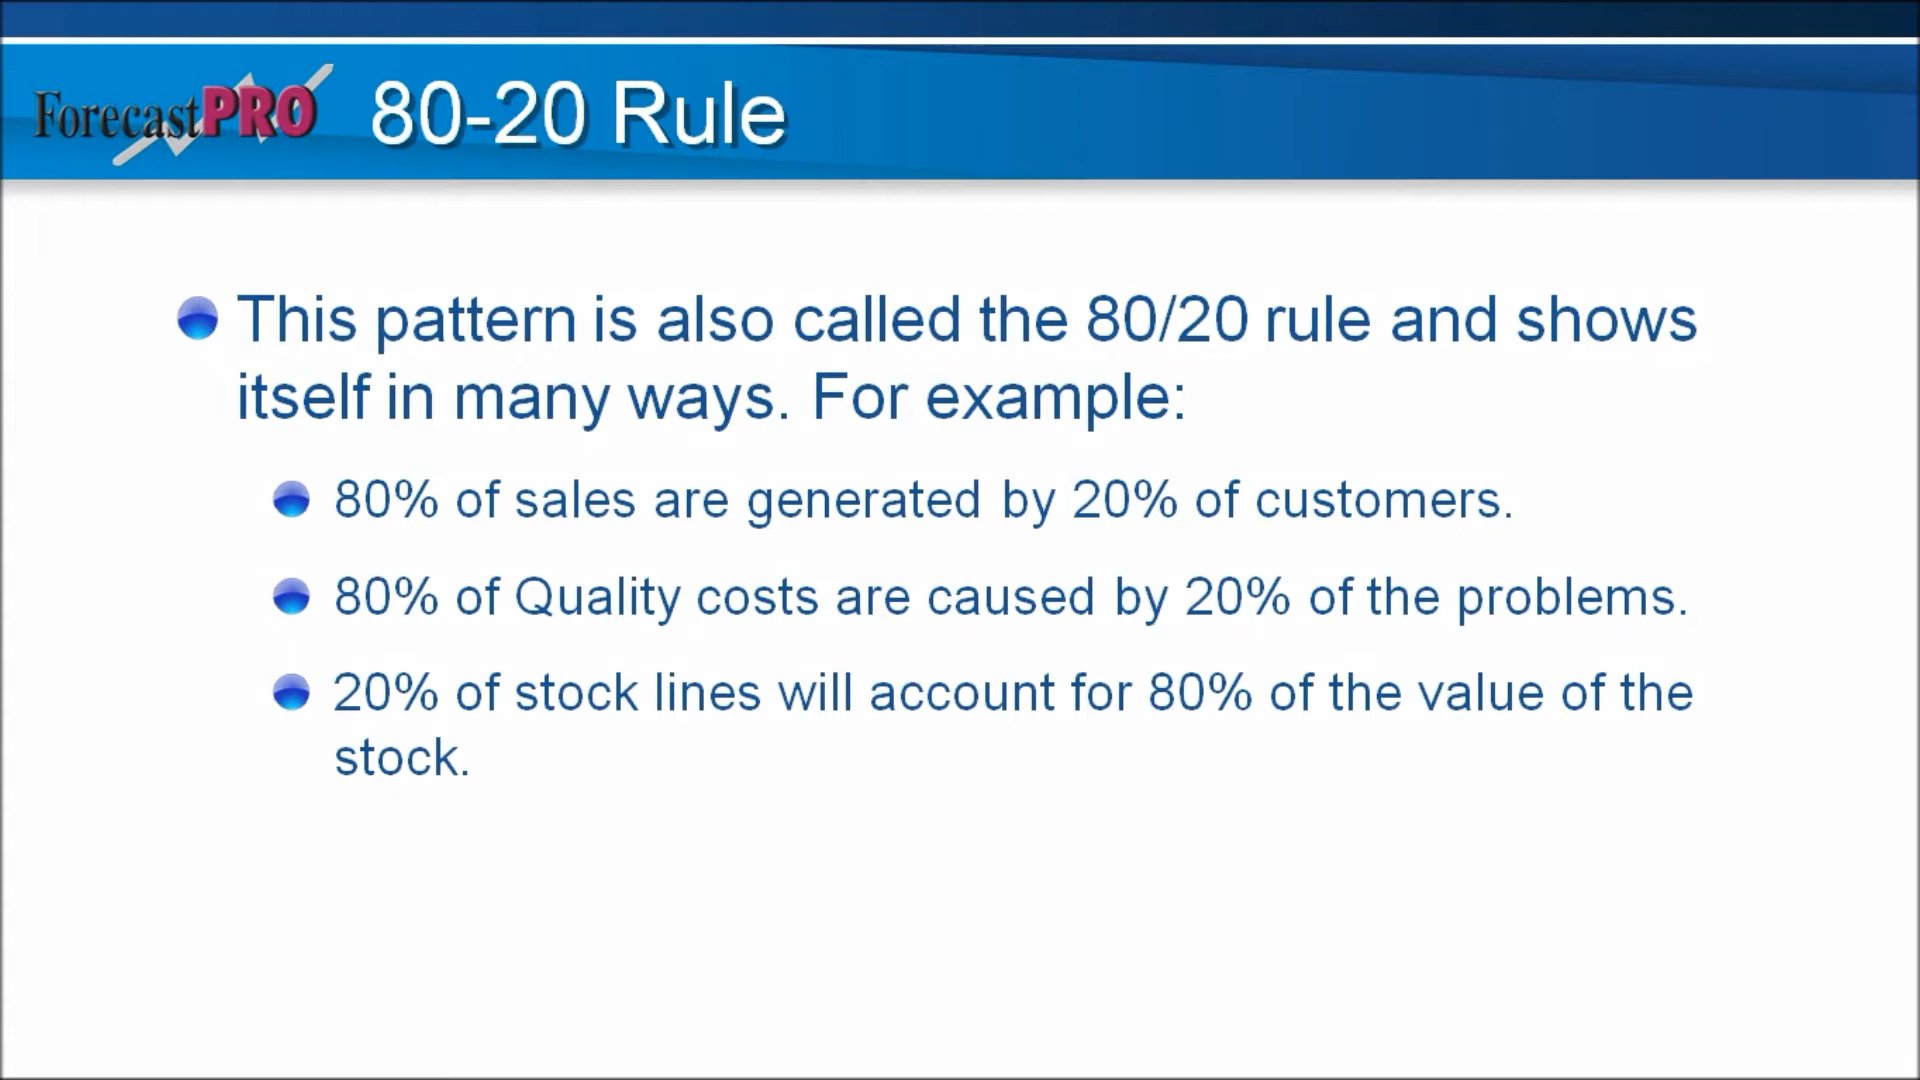 ForecastPRO 80-20 Rule
This pattern is also called the 80/20 rule and shows
itself in many ways. For example:
80% of sales are generated by 20% of customers.
80% of Quality costs are caused by 20% of the problems.
20% of stock lines will account for 80% of the value of the
stock.